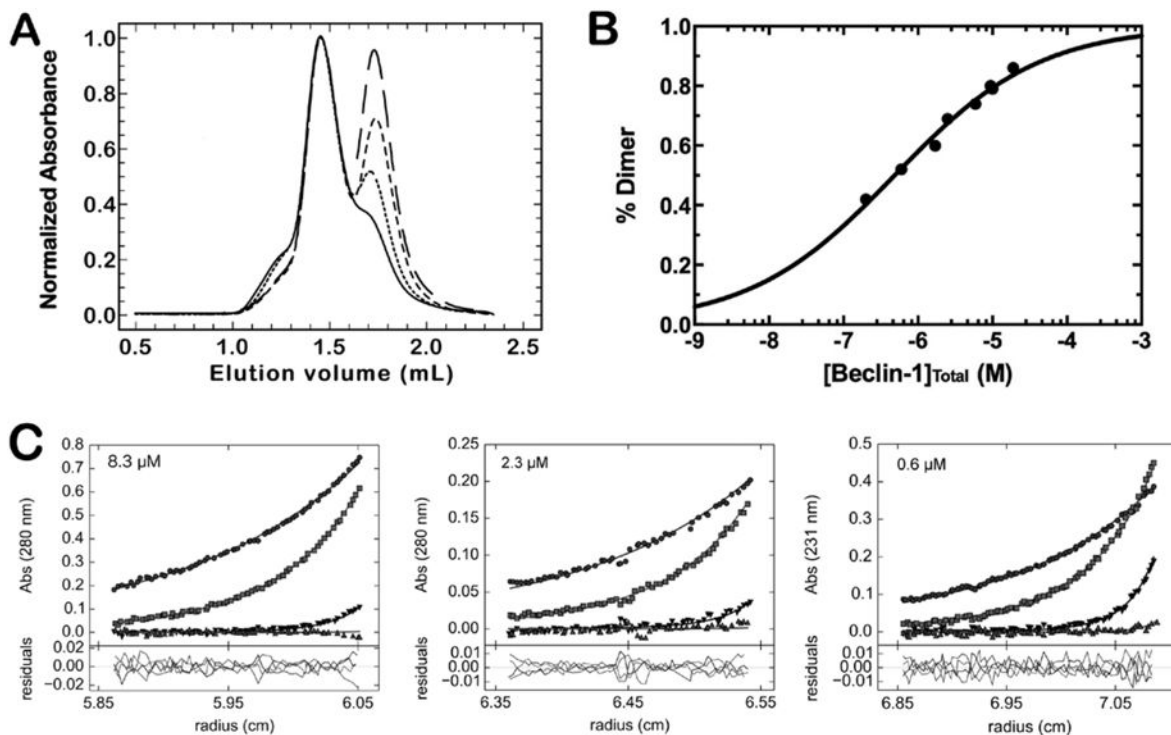 A
Normalized Absorbance
1.0
0.8
0.6
0.4
0.2
0.0
0.5 1.0 1.5 2.0 2.5
Elution volume (mL)
B
% Dimer
1.0
0.8
0.6
0.4
0.2
0.0
-9 -8 -7 -6 -5 -4 -3
[Beclin-1]Total (M)
C
8.3 µM
Abs (280 nm)
0.8
0.7
0.6
0.5
0.4
0.3
0.2
0.1
0.0
residuals
0.02
0.00
−0.02
5.85 5.95 6.05
radius (cm)
2.3 µM
Abs (280 nm)
0.25
0.20
0.15
0.10
0.05
0.00
residuals
0.01
0.00
−0.01
6.35 6.45 6.55
radius (cm)
0.6 µM
Abs (231 nm)
0.5
0.4
0.3
0.2
0.1
0.0
residuals
0.01
0.00
−0.01
6.85 6.95 7.05
radius (cm)